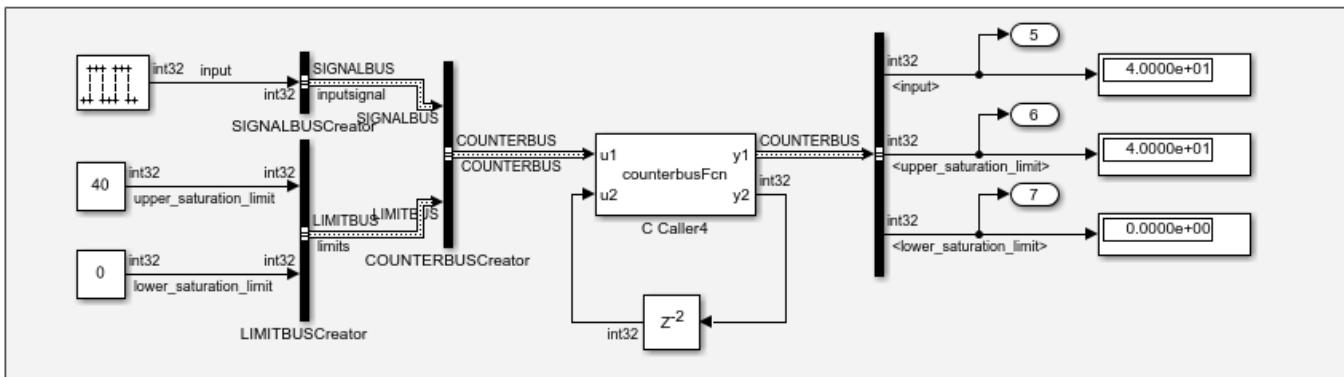 int32 input
int32
SIGNALBUS
inputsignal
SIGNALBUSCreator
SIGNALBUS
40
int32
upper_saturation_limit
int32
0
int32
lower_saturation_limit
int32
LIMITBUS
limits
LIMITBUS
LIMITBUSCreator
COUNTERBUS
COUNTERBUS
COUNTERBUSCreator
u1
u2
counterbusFcn
y1
y2
C Caller4
COUNTERBUS
int32
Z-2
int32
int32
<input>
5
4.0000e+01
int32
<upper_saturation_limit>
6
4.0000e+01
int32
<lower_saturation_limit>
7
0.0000e+00